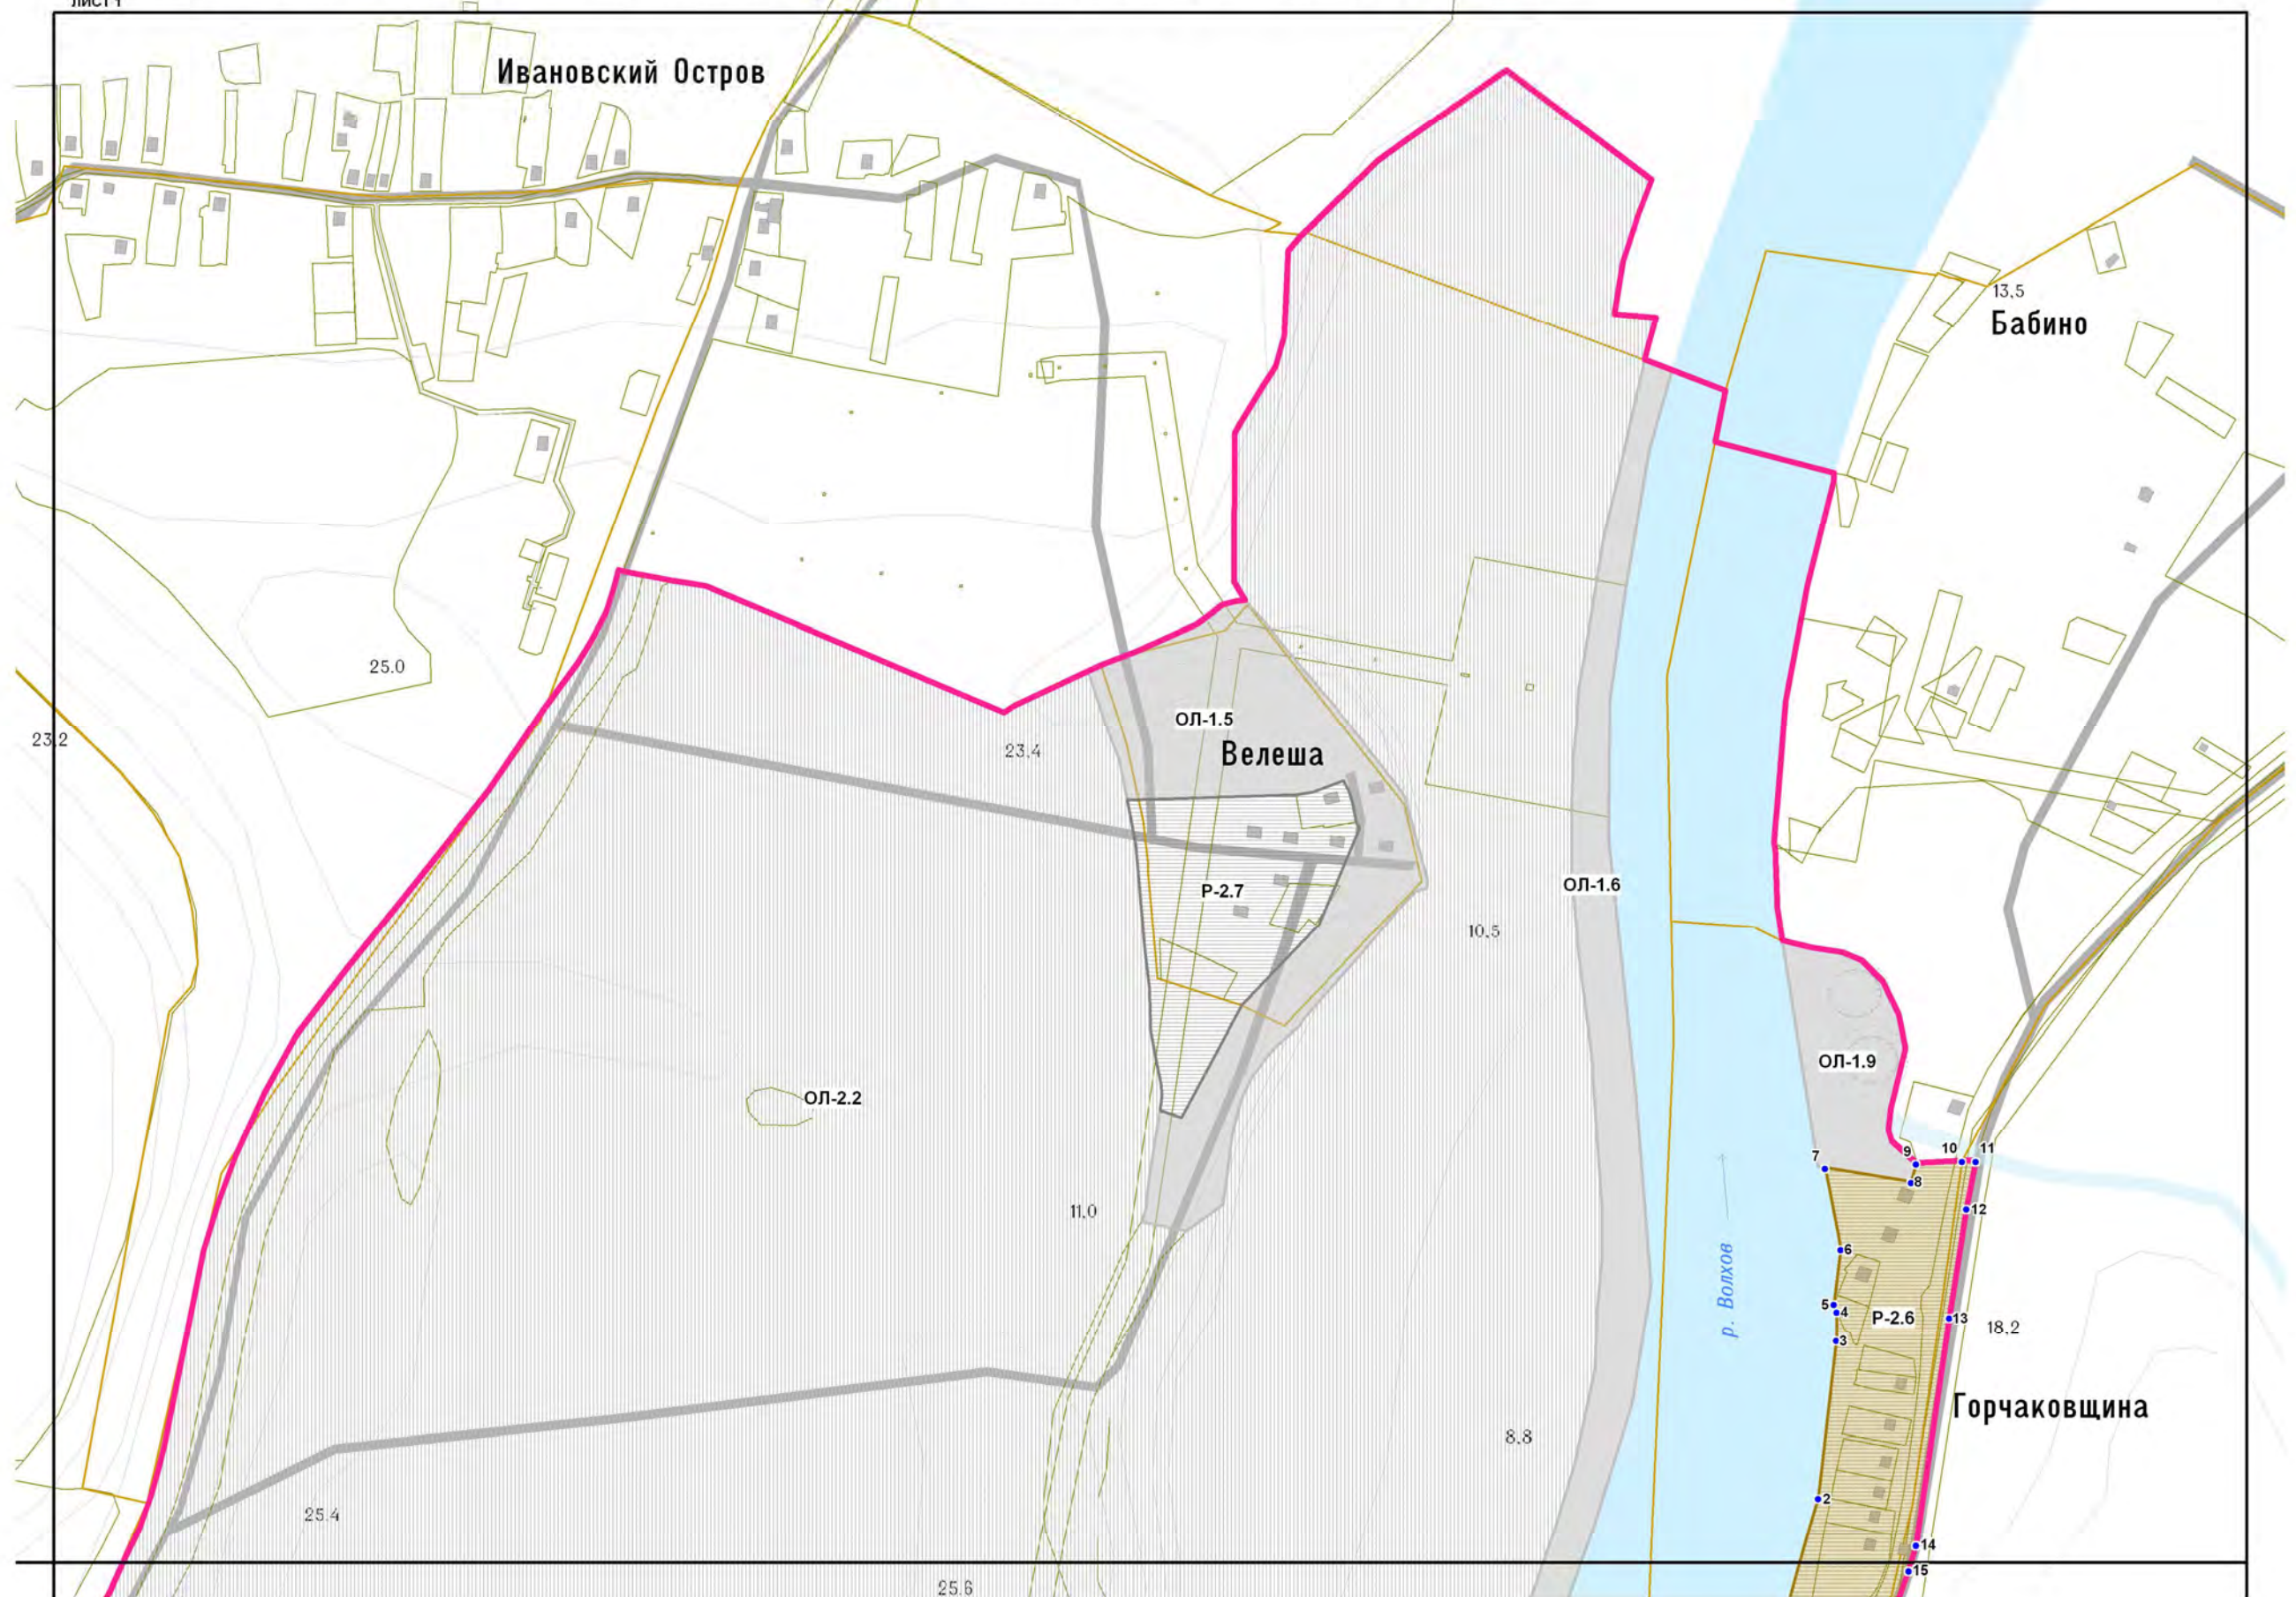 лист 1
Ивановский Остров
13,5
Бабино
25.0
ОЛ-1.5
23,2
23,4
Велеша
Р-2.7
ОЛ-1.6
10,5
ОЛ-1.9
ОЛ-2.2
10
11
9
7
8
11,0
12
6
р. Волхов
5
4
Р-2.6
13
18,2
3
Горчаковщина
8,8
2
25.4
14
15
25.6